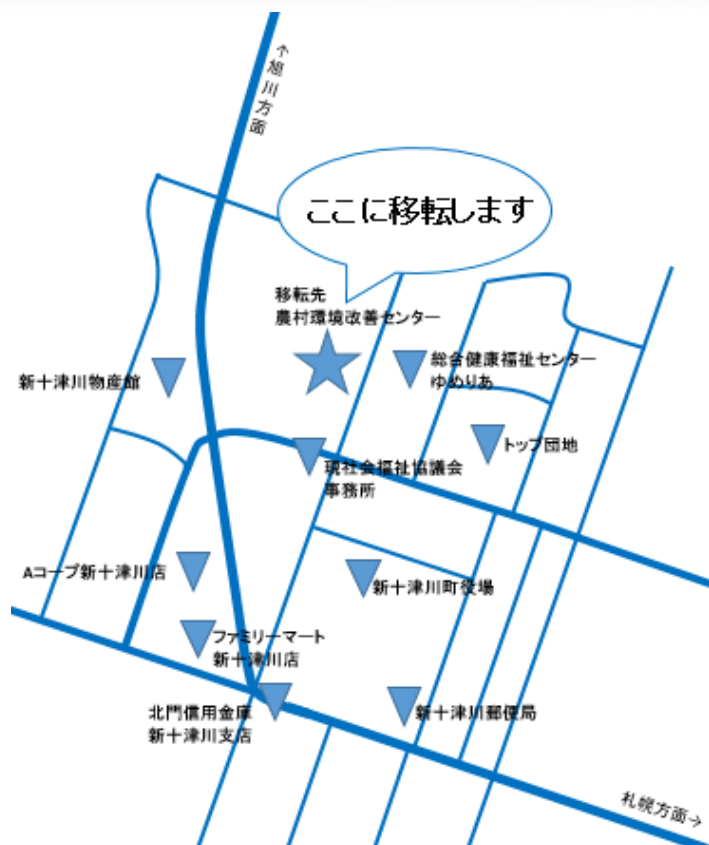 ↑旭川方面
ここに移転します
移転先
農村環境改善センター
総合健康福祉センター
ゆめりあ
新十津川物産館
トップ団地
現社会福祉協議会
事務所
Aコープ新十津川店
新十津川町役場
ファミリーマート
新十津川店
北門信用金庫
新十津川支店
新十津川郵便局
札幌方面→